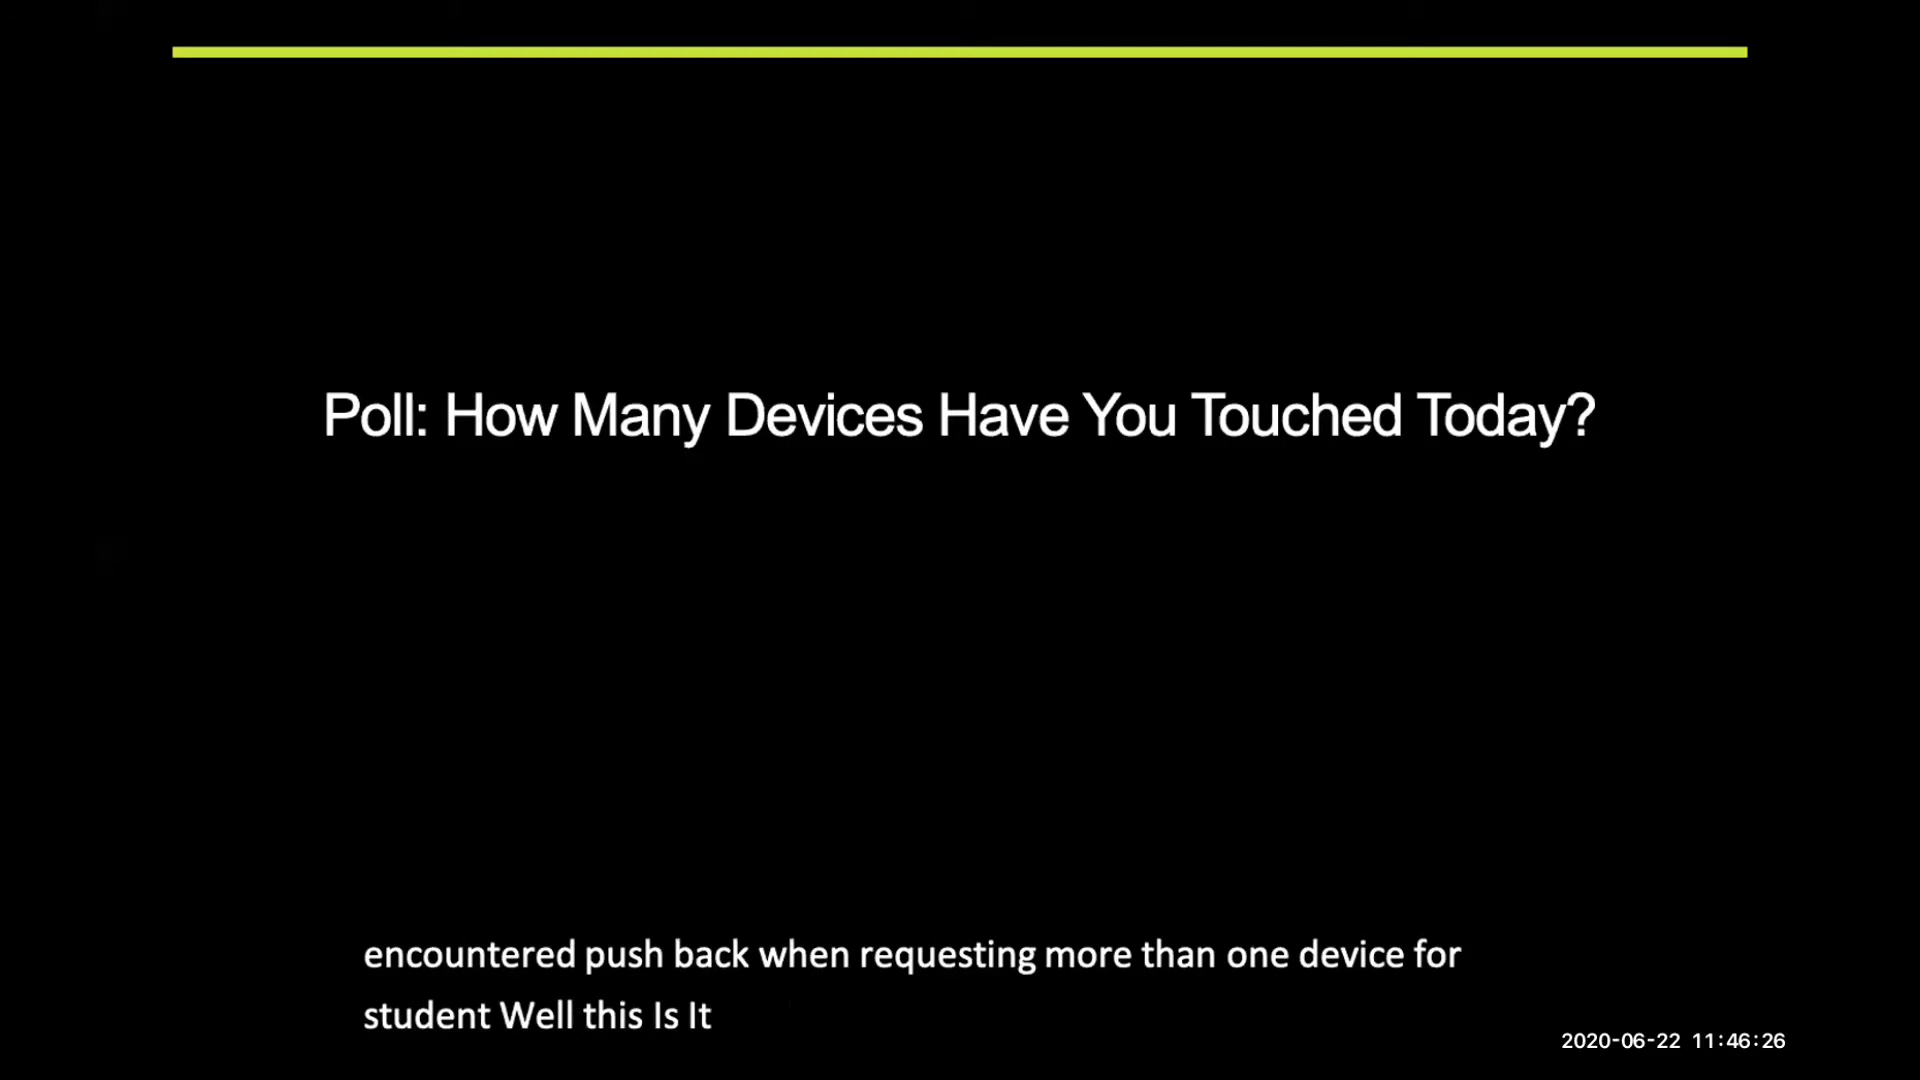 Poll: How Many Devices Have You Touched Today?
encountered push back when requesting more than one device for
student Well this Is It
2020-06-22 11:46:26